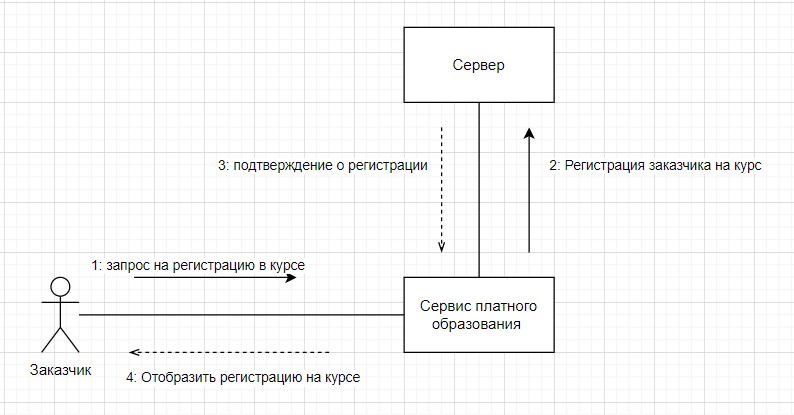 Сервер
3: подтверждение о регистрации
2: Регистрация заказчика на курс
1: запрос на регистрацию в курсе
Сервис платного
образования
Заказчик
4: Отобразить регистрацию на курсе